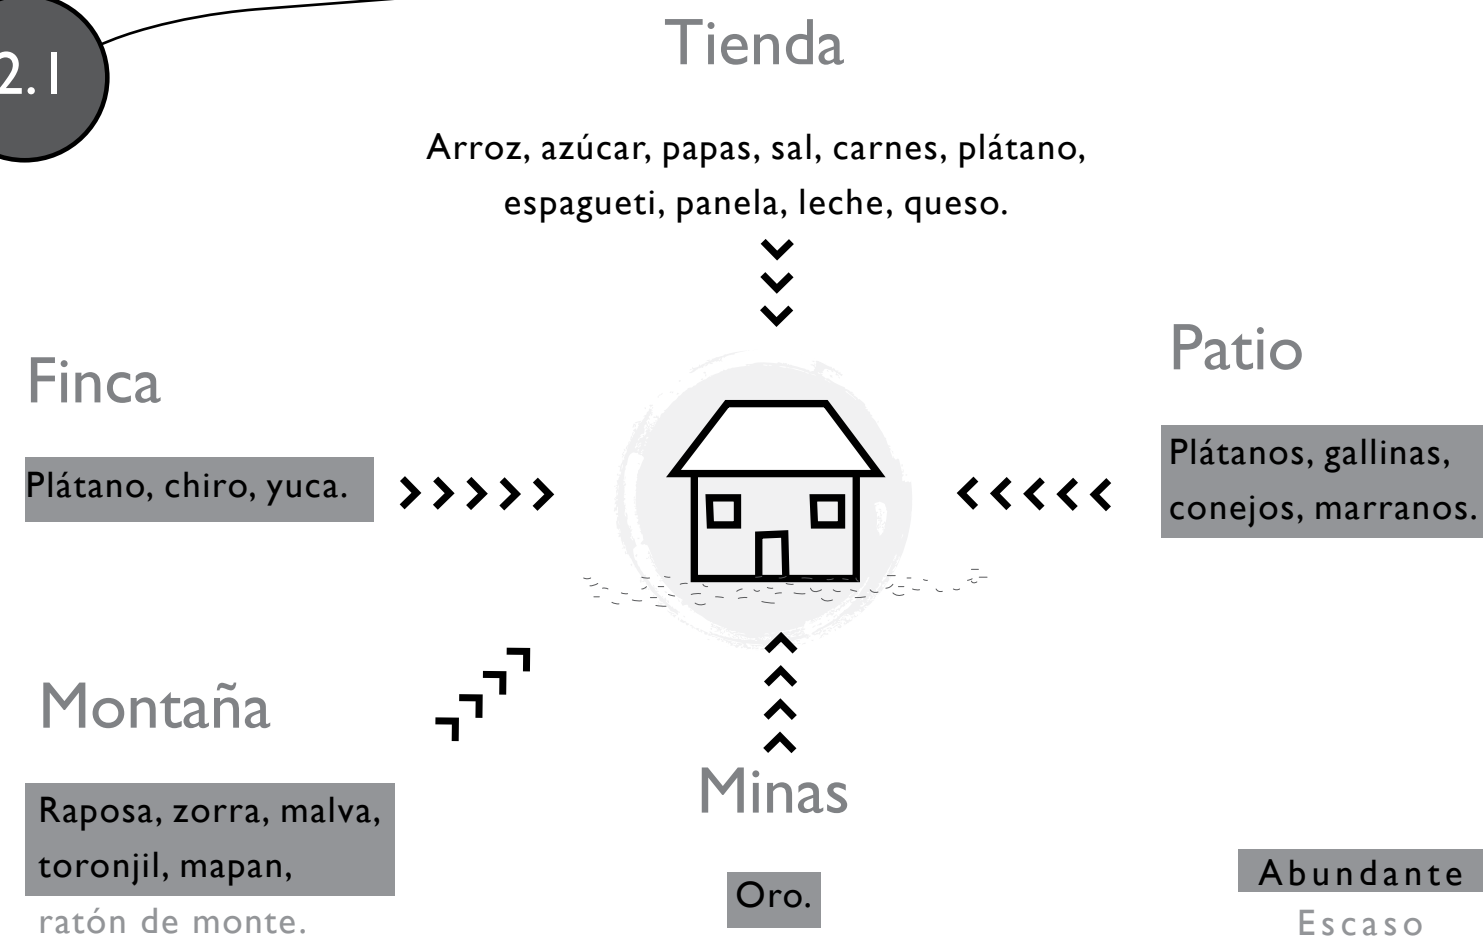 2.1
Tienda
Arroz, azúcar, papas, sal, carnes, plátano,
espagueti, panela, leche, queso.
Finca
Plátano, chiro, yuca.
Patio
Plátanos, gallinas,
conejos, marranos.
Montaña
Raposa, zorra, malva,
toronjil, mapan,
ratón de monte.
Minas
Oro.
Abundante
Escaso